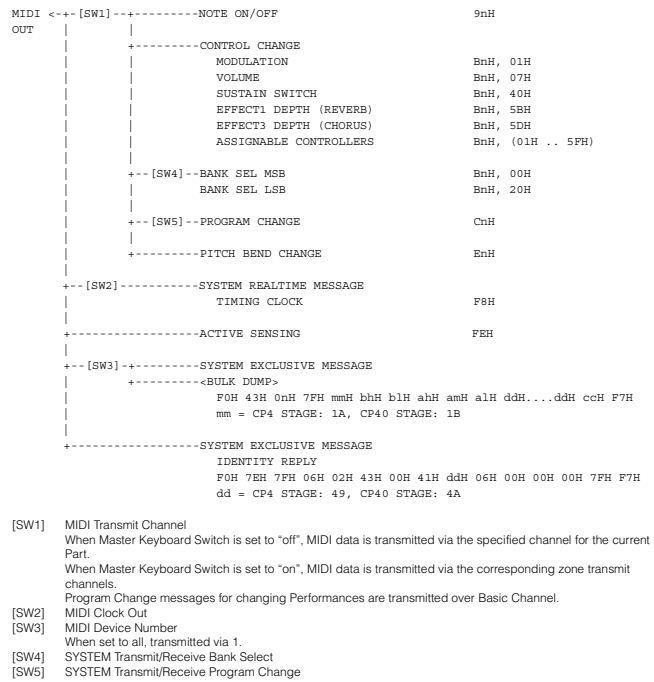 MIDI <-+-[SW1]--+---------NOTE ON/OFF 9nH
OUT | |
+---------CONTROL CHANGE
MODULATION BnH, 01H
VOLUME BnH, 07H
SUSTAIN SWITCH BnH, 40H
EFFECT1 DEPTH (REVERB) BnH, 5BH
EFFECT3 DEPTH (CHORUS) BnH, 5DH
ASSIGNABLE CONTROLLERS BnH, (01H .. 5FH)
+--[SW4]--BANK SEL MSB BnH, 00H
BANK SEL LSB BnH, 20H
+--[SW5]--PROGRAM CHANGE CnH
+---------PITCH BEND CHANGE EnH
+--[SW2]-----------SYSTEM REALTIME MESSAGE
TIMING CLOCK F8H
+------------------ACTIVE SENSING FEH
+--[SW3]-+---------SYSTEM EXCLUSIVE MESSAGE
+---------<BULK DUMP>
F0H 43H 0nH 7FH mmH bhH blH ahH amH alH ddH....ddH ccH F7H
mm = CP4 STAGE: 1A, CP40 STAGE: 1B
+------------------SYSTEM EXCLUSIVE MESSAGE
IDENTITY REPLY
F0H 7EH 7FH 06H 02H 43H 00H 41H ddH 06H 00H 00H 00H 7FH F7H
dd = CP4 STAGE: 49, CP40 STAGE: 4A
[SW1] MIDI Transmit Channel
When Master Keyboard Switch is set to “off”, MIDI data is transmitted via the specified channel for the current
Part.
When Master Keyboard Switch is set to “on”, MIDI data is transmitted via the corresponding zone transmit
channels.
Program Change messages for changing Performances are transmitted over Basic Channel.
[SW2] MIDI Clock Out
[SW3] MIDI Device Number
When set to all, transmitted via 1.
[SW4] SYSTEM Transmit/Receive Bank Select
[SW5] SYSTEM Transmit/Receive Program Change